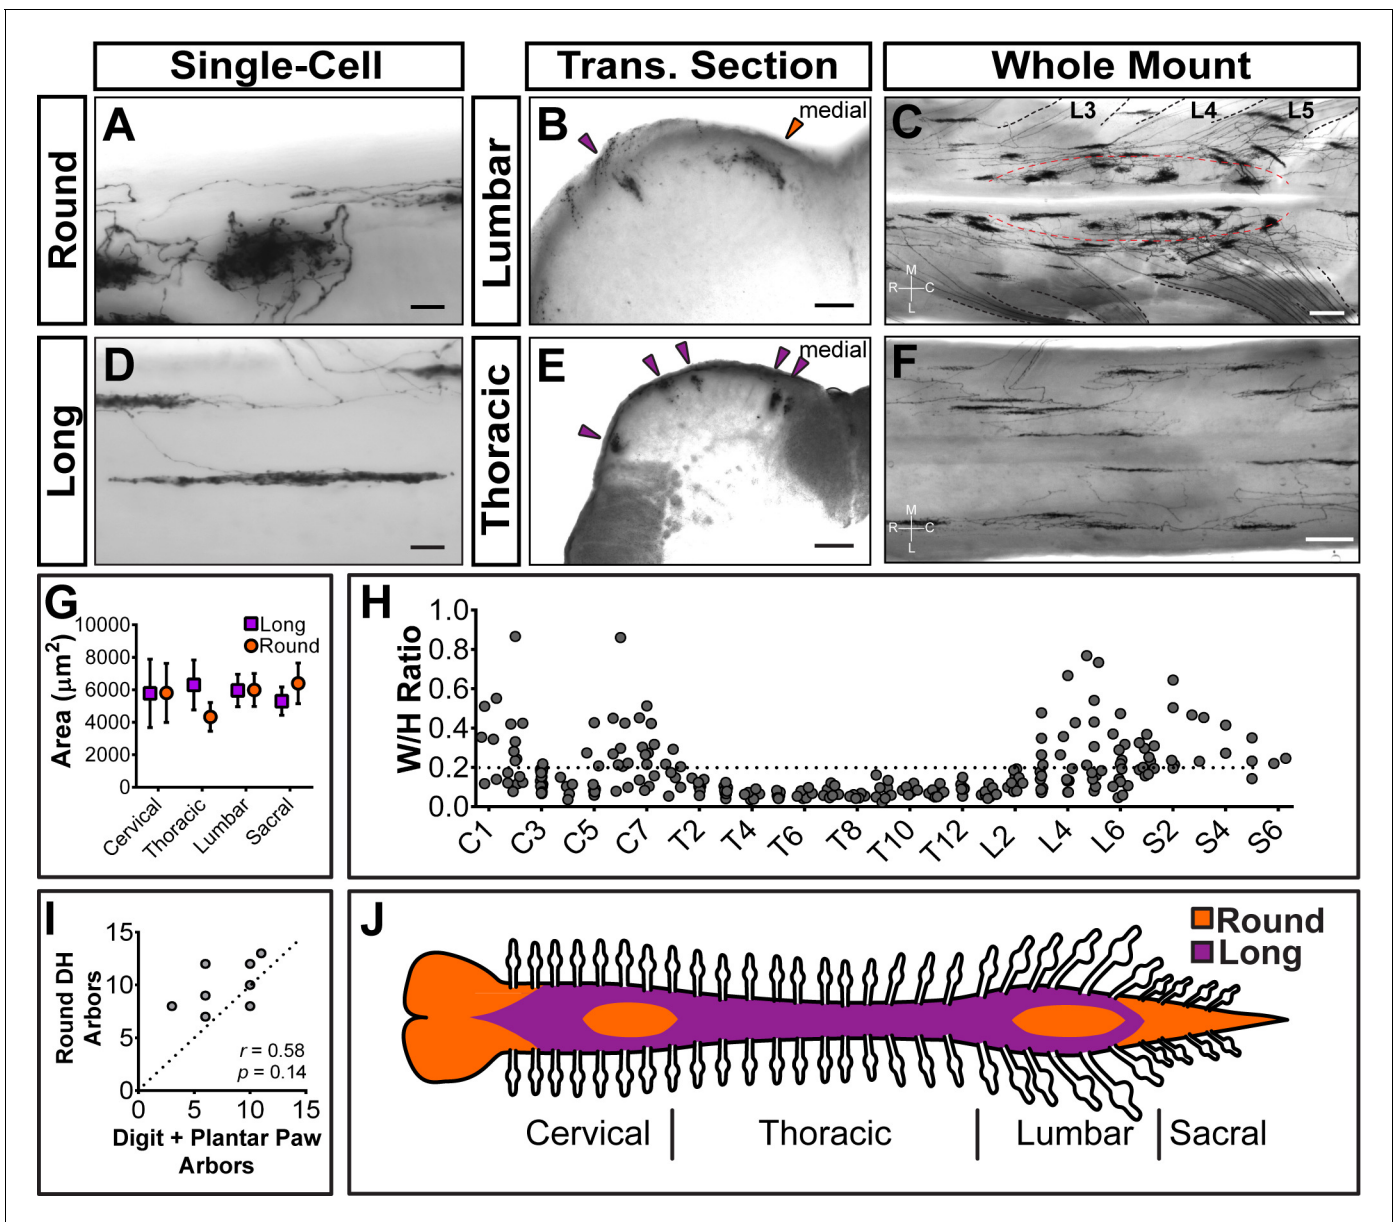 Single-Cell
Trans. Section
Whole Mount
Round
A
Lumbar
B
medial
C
L3
L4
L5
M
R
C
L
Long
D
Thoracic
E
medial
F
M
R
C
L
G
Area (μm²)
10000
8000
6000
4000
2000
0
Long
Round
Cervical
Thoracic
Lumbar
Sacral
H
W/H Ratio
1.0
0.8
0.6
0.4
0.2
0.0
C1
C3
C5
C7
T2
T4
T6
T8
T10
T12
L2
L4
L6
S2
S4
S6
I
Round DH
Arbors
15
10
5
0
r = 0.58
p = 0.14
0
5
10
15
Digit + Plantar Paw
Arbors
J
Round
Long
Cervical
Thoracic
Lumbar
Sacral